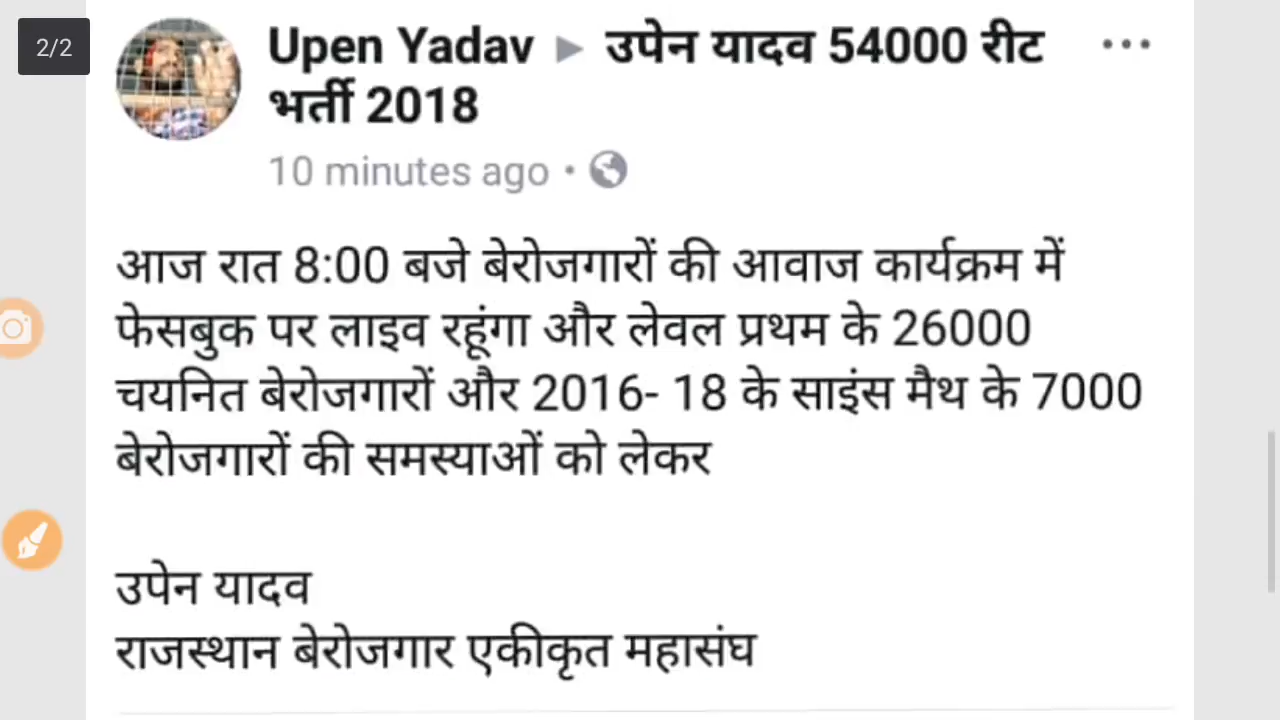 2/2
Upen Yadav ▶ उपेन यादव 54000 रीट
भर्ती 2018
10 minutes ago •
आज रात 8:00 बजे बेरोजगारों की आवाज कार्यक्रम में
फेसबुक पर लाइव रहूंगा और लेवल प्रथम के 26000
चयनित बेरोजगारों और 2016- 18 के साइंस मैथ के 7000
बेरोजगारों की समस्याओं को लेकर
उपेन यादव
राजस्थान बेरोजगार एकीकृत महासंघ